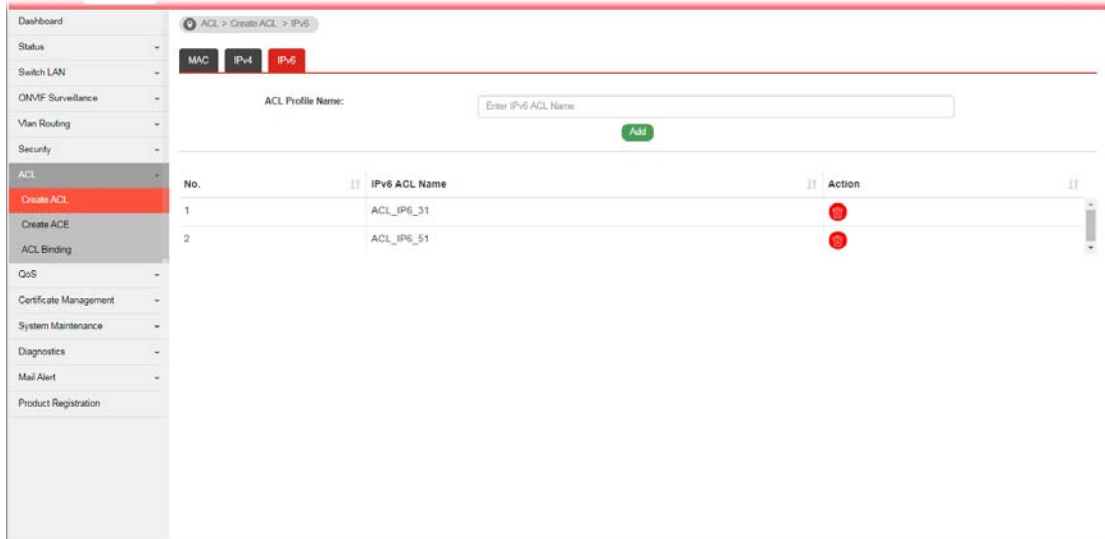 Dashboard
Status
Switch LAN
ONVIF Surveillance
Vlan Routing
Security
ACL
Create ACL
Create ACE
ACL Binding
QoS
Certificate Management
System Maintenance
Diagnostics
Mail Alert
Product Registration
ACL > Create ACL > IPv6
MAC IPv4 IPv6
ACL Profile Name: Enter IPv6 ACL Name
Add
No. IPv6 ACL Name Action
1 ACL_IP6_31
2 ACL_IP6_51